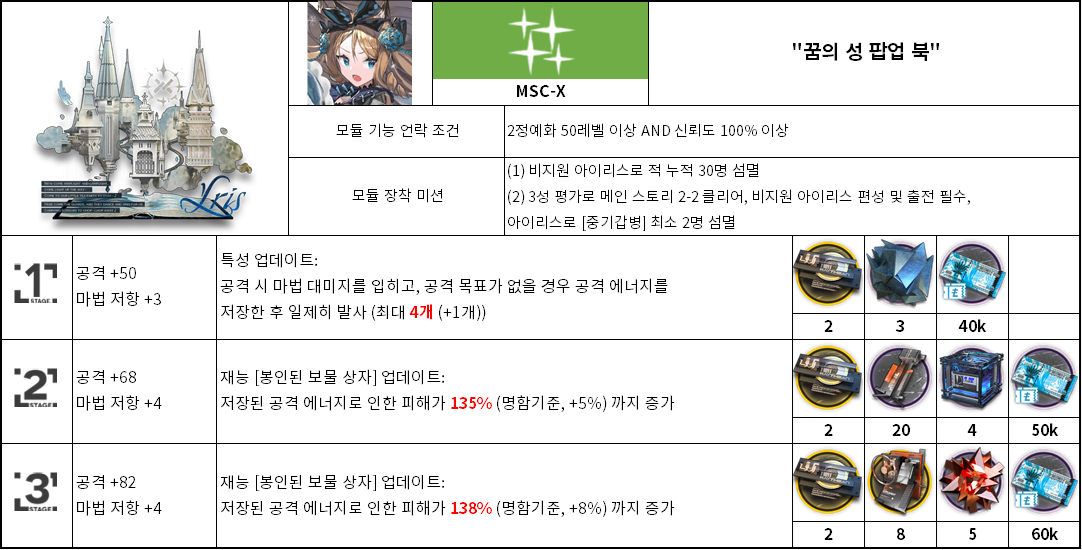 "꿈의 성 팝업 북"
MSC-X
모듈 기능 언락 조건
2정예화 50레벨 이상 AND 신뢰도 100% 이상
모듈 장착 미션
(1) 비지원 아이리스로 적 누적 30명 섬멸
(2) 3성 평가로 메인 스토리 2-2 클리어, 비지원 아이리스 편성 및 출전 필수,
아이리스로 [중기갑병] 최소 2명 섬멸
Iris
1
STAGE
공격 +50
마법 저항 +3
특성 업데이트:
공격 시 마법 대미지를 입히고, 공격 목표가 없을 경우 공격 에너지를
저장한 후 일제히 발사 (최대 4개 (+1개))
2
3
40k
2
STAGE
공격 +68
마법 저항 +4
재능 [봉인된 보물 상자] 업데이트:
저장된 공격 에너지로 인한 피해가 135% (명함기준, +5%) 까지 증가
2
20
4
50k
3
STAGE
공격 +82
마법 저항 +4
재능 [봉인된 보물 상자] 업데이트:
저장된 공격 에너지로 인한 피해가 138% (명함기준, +8%) 까지 증가
2
8
5
60k